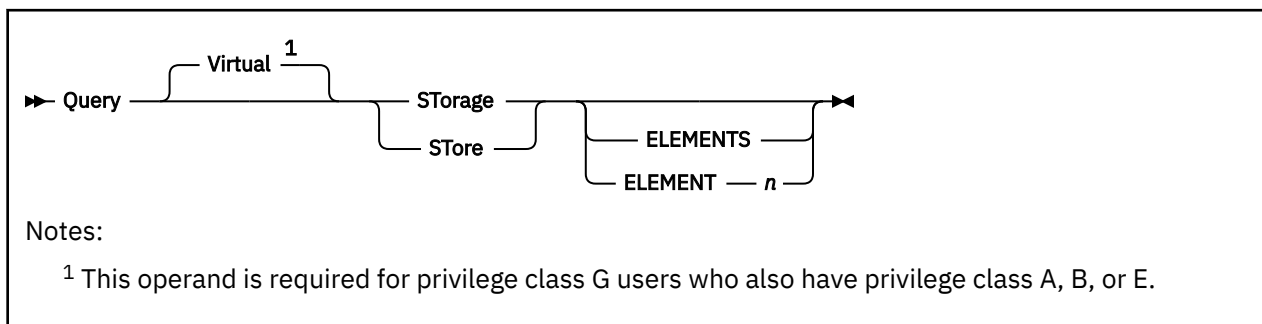 Virtual 1
Query STorage
STore
ELEMENTS
ELEMENT n
Notes:
1 This operand is required for privilege class G users who also have privilege class A, B, or E.